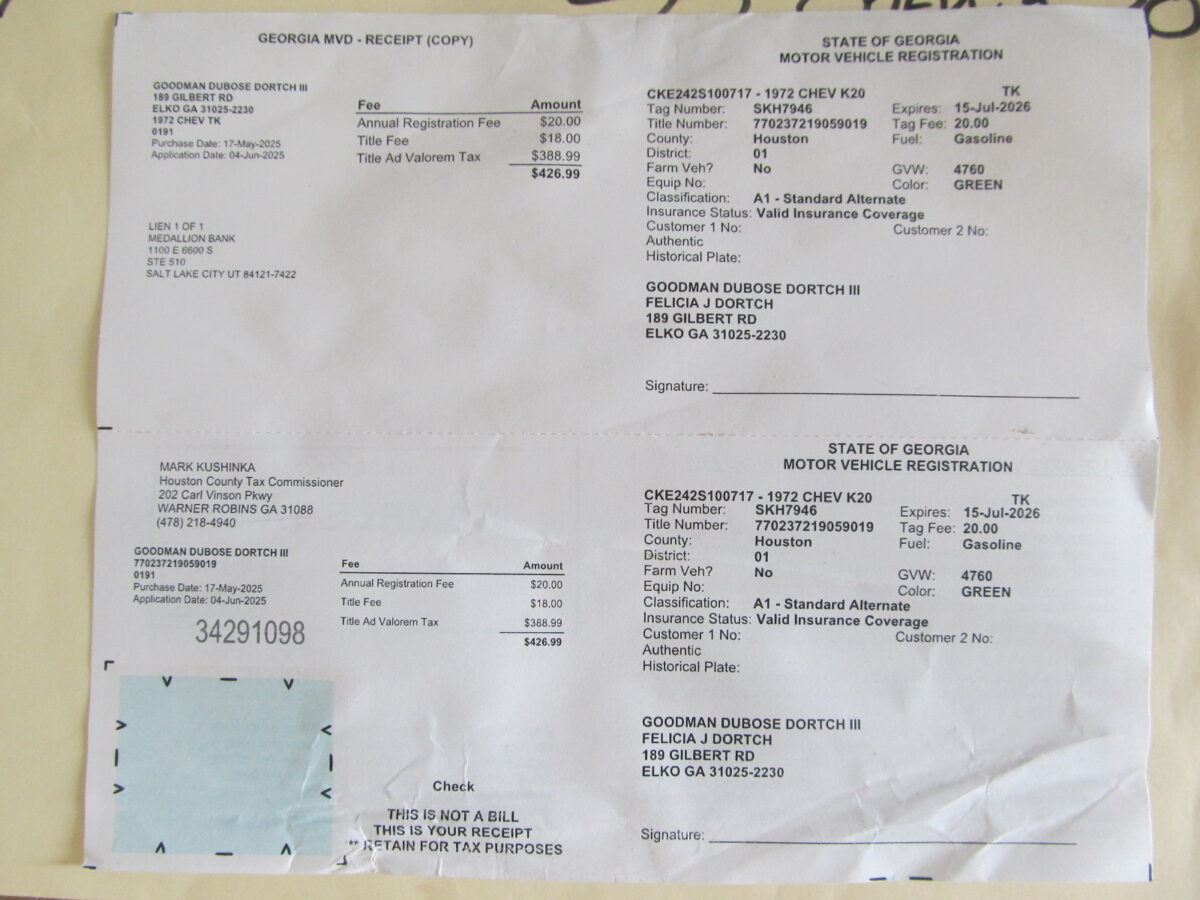 GEORGIA MVD - RECEIPT (COPY)
GOODMAN DUBOSE DORTCH III
189 GILBERT RD
ELKO GA 31025-2230
1972 CHEV TK
0191
Purchase Date: 17-May-2025
Application Date: 04-Jun-2025
Fee Amount
Annual Registration Fee $20.00
Title Fee $18.00
Title Ad Valorem Tax $388.99
$426.99
LIEN 1 OF 1
MEDALLION BANK
1100 E 6600 S
STE 510
SALT LAKE CITY UT 84121-7422
STATE OF GEORGIA
MOTOR VEHICLE REGISTRATION
CKE242S100717 - 1972 CHEV K20 TK
Tag Number: SKH7946 Expires: 15-Jul-2026
Title Number: 770237219059019 Tag Fee: 20.00
County: Houston Fuel: Gasoline
District: 01
Farm Veh? No GVW: 4760
Equip No: Color: GREEN
Classification: A1 - Standard Alternate
Insurance Status: Valid Insurance Coverage
Customer 1 No: Customer 2 No:
Authentic
Historical Plate:
GOODMAN DUBOSE DORTCH III
FELICIA J DORTCH
189 GILBERT RD
ELKO GA 31025-2230
Signature:
MARK KUSHINKA
Houston County Tax Commissioner
202 Carl Vinson Pkwy
WARNER ROBINS GA 31088
(478) 218-4940
GOODMAN DUBOSE DORTCH III
770237219059019
0191
Purchase Date: 17-May-2025
Application Date: 04-Jun-2025
34291098
Fee Amount
Annual Registration Fee $20.00
Title Fee $18.00
Title Ad Valorem Tax $388.99
$426.99
Check
THIS IS NOT A BILL
THIS IS YOUR RECEIPT
** RETAIN FOR TAX PURPOSES
STATE OF GEORGIA
MOTOR VEHICLE REGISTRATION
CKE242S100717 - 1972 CHEV K20 TK
Tag Number: SKH7946 Expires: 15-Jul-2026
Title Number: 770237219059019 Tag Fee: 20.00
County: Houston Fuel: Gasoline
District: 01
Farm Veh? No GVW: 4760
Equip No: Color: GREEN
Classification: A1 - Standard Alternate
Insurance Status: Valid Insurance Coverage
Customer 1 No: Customer 2 No:
Authentic
Historical Plate:
GOODMAN DUBOSE DORTCH III
FELICIA J DORTCH
189 GILBERT RD
ELKO GA 31025-2230
Signature: